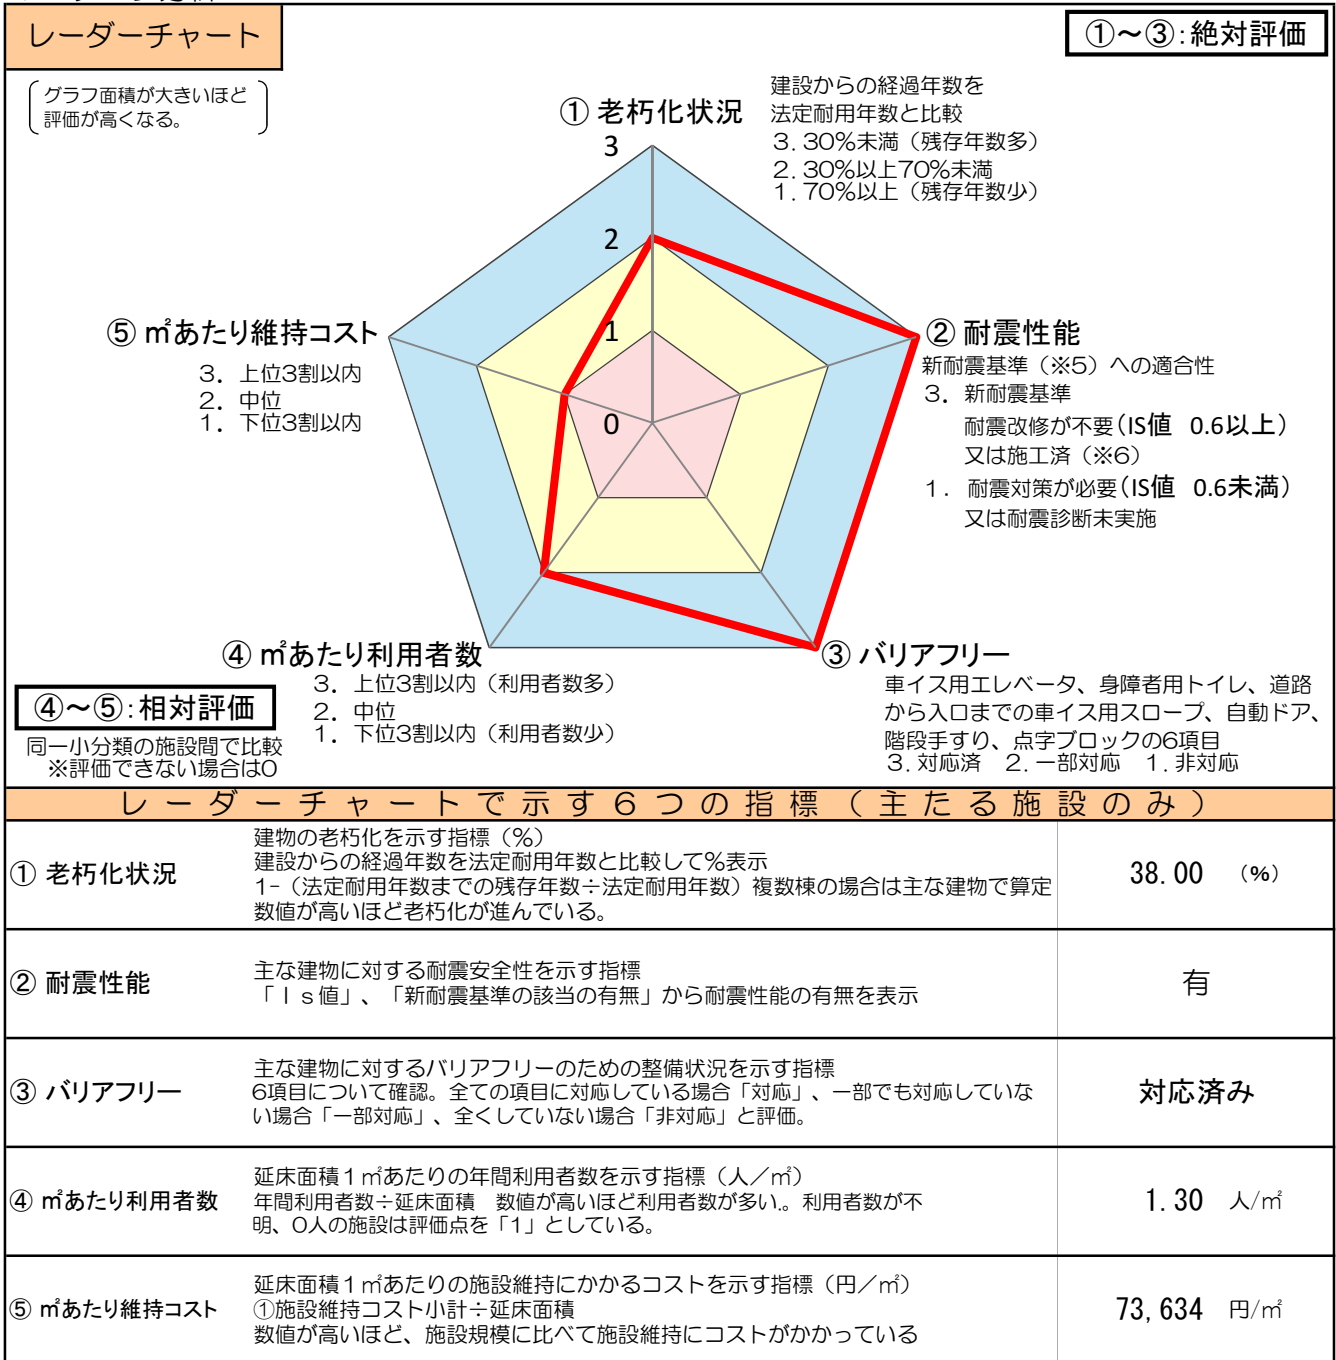 レーダーチャート
①～③:絶対評価
グラフ面積が大きいほど
評価が高くなる。
① 老朽化状況
建設からの経過年数を
法定耐用年数と比較
3.30%未満（残存年数多）
2.30%以上70%未満
1.70%以上（残存年数少）
3
2
1
0
⑤ ㎡あたり維持コスト
3．上位3割以内
2．中位
1．下位3割以内
② 耐震性能
新耐震基準（※5）への適合性
3．新耐震基準
耐震改修が不要(IS値 0.6以上)
又は施工済（※6）
1．耐震対策が必要(IS値 0.6未満)
又は耐震診断未実施
④ ㎡あたり利用者数
3．上位3割以内（利用者数多）
2．中位
1．下位3割以内（利用者数少）
③ バリアフリー
車イス用エレベータ、身障者用トイレ、道路
から入口までの車イス用スロープ、自動ドア、
階段手すり、点字ブロックの6項目
3.対応済 2.一部対応 1.非対応
④～⑤:相対評価
同一小分類の施設間で比較
※評価できない場合は0
レーダーチャートで示す6つの指標（主たる施設のみ）
① 老朽化状況
建物の老朽化を示す指標（%）
建設からの経過年数を法定耐用年数と比較して%表示
1-（法定耐用年数までの残存年数÷法定耐用年数）複数棟の場合は主な建物で算定
数値が高いほど老朽化が進んでいる。
38.00 （%）
② 耐震性能
主な建物に対する耐震安全性を示す指標
「Ｉｓ値」、「新耐震基準の該当の有無」から耐震性能の有無を表示
有
③ バリアフリー
主な建物に対するバリアフリーのための整備状況を示す指標
6項目について確認。全ての項目に対応している場合「対応」、一部でも対応していな
い場合「一部対応」、全くしていない場合「非対応」と評価。
対応済み
④ ㎡あたり利用者数
延床面積１㎡あたりの年間利用者数を示す指標（人／㎡）
年間利用者数÷延床面積 数値が高いほど利用者数が多い。利用者数が不
明、0人の施設は評価点を「1」としている。
1.30 人/㎡
⑤ ㎡あたり維持コスト
延床面積１㎡あたりの施設維持にかかるコストを示す指標（円／㎡）
①施設維持コスト小計÷延床面積
数値が高いほど、施設規模に比べて施設維持にコストがかかっている
73,634 円/㎡